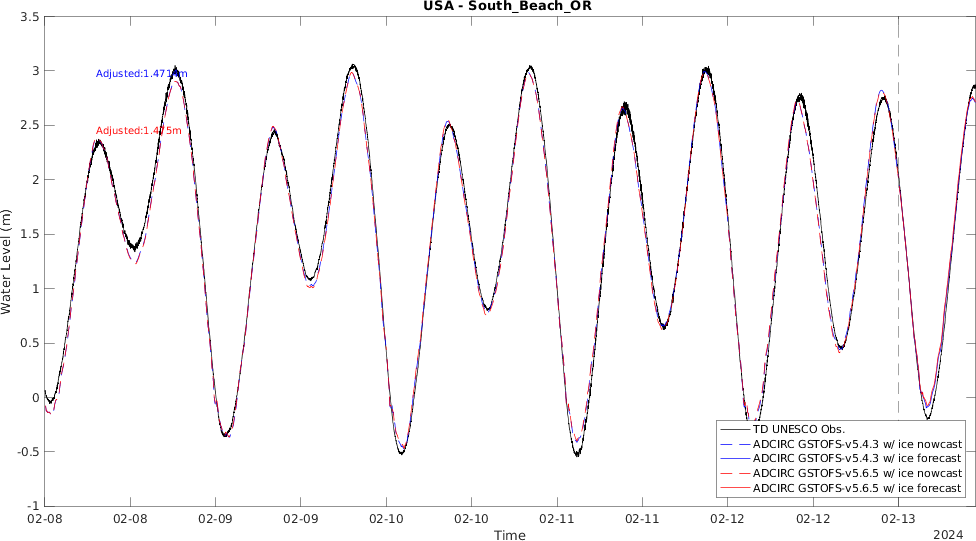 USA - South_Beach_OR
3.5
3
2.5
2
1.5
1
0.5
0
-0.5
-1
Water Level (m)
Adjusted:1.471m
Adjusted:1.475m
TD UNESCO Obs.
ADCIRC GSTOFS-v5.4.3 w/ ice nowcast
ADCIRC GSTOFS-v5.4.3 w/ ice forecast
ADCIRC GSTOFS-v5.6.5 w/ ice nowcast
ADCIRC GSTOFS-v5.6.5 w/ ice forecast
02-08 02-08 02-09 02-09 02-10 02-10 02-11 02-11 02-12 02-12 02-13
Time
2024